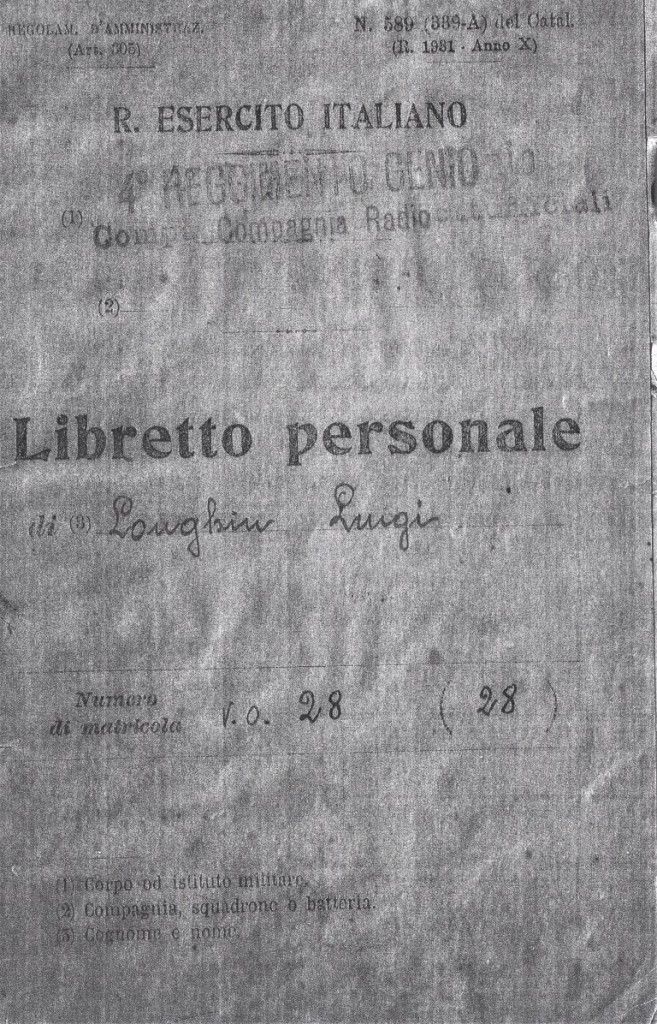 REGOLAM. D'AMMINISTRAZ.
(Art. 305)
N. 589 (389-A) del Catal.
(R. 1931 - Anno X)
R. ESERCITO ITALIANO
4° REGGIMENTO GENIO
(1) Compagnia Radio
(2)
Libretto personale
di (3) Longhin Luigi
Numero
di matricola V.O. 28 (28)
(1) Corpo od istituto militare.
(2) Compagnia, squadrone o batteria.
(3) Cognome e nome.